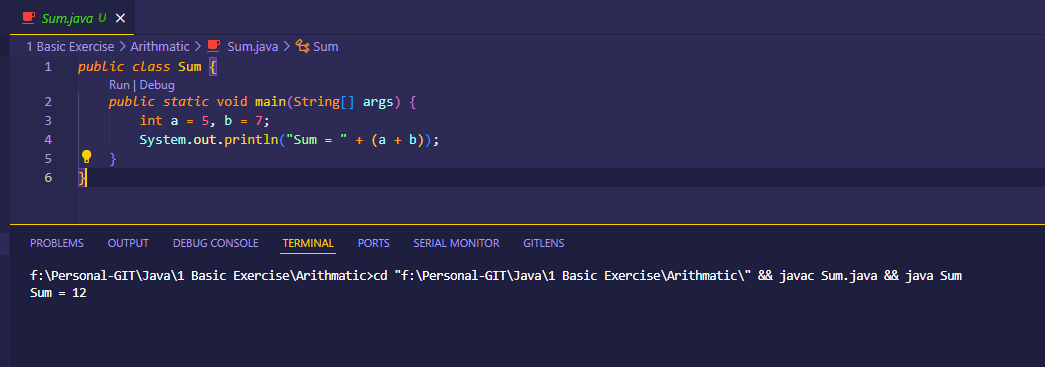 Sum.java U ×
1 Basic Exercise > Arithmatic > Sum.java > Sum
1 public class Sum {
Run | Debug
2 public static void main(String[] args) {
3 int a = 5, b = 7;
4 System.out.println("Sum = " + (a + b));
5 }
6 }
PROBLEMS OUTPUT DEBUG CONSOLE TERMINAL PORTS SERIAL MONITOR GITLENS
f:\Personal-GIT\Java\1 Basic Exercise\Arithmatic>cd "f:\Personal-GIT\Java\1 Basic Exercise\Arithmatic\" && javac Sum.java && java Sum
Sum = 12